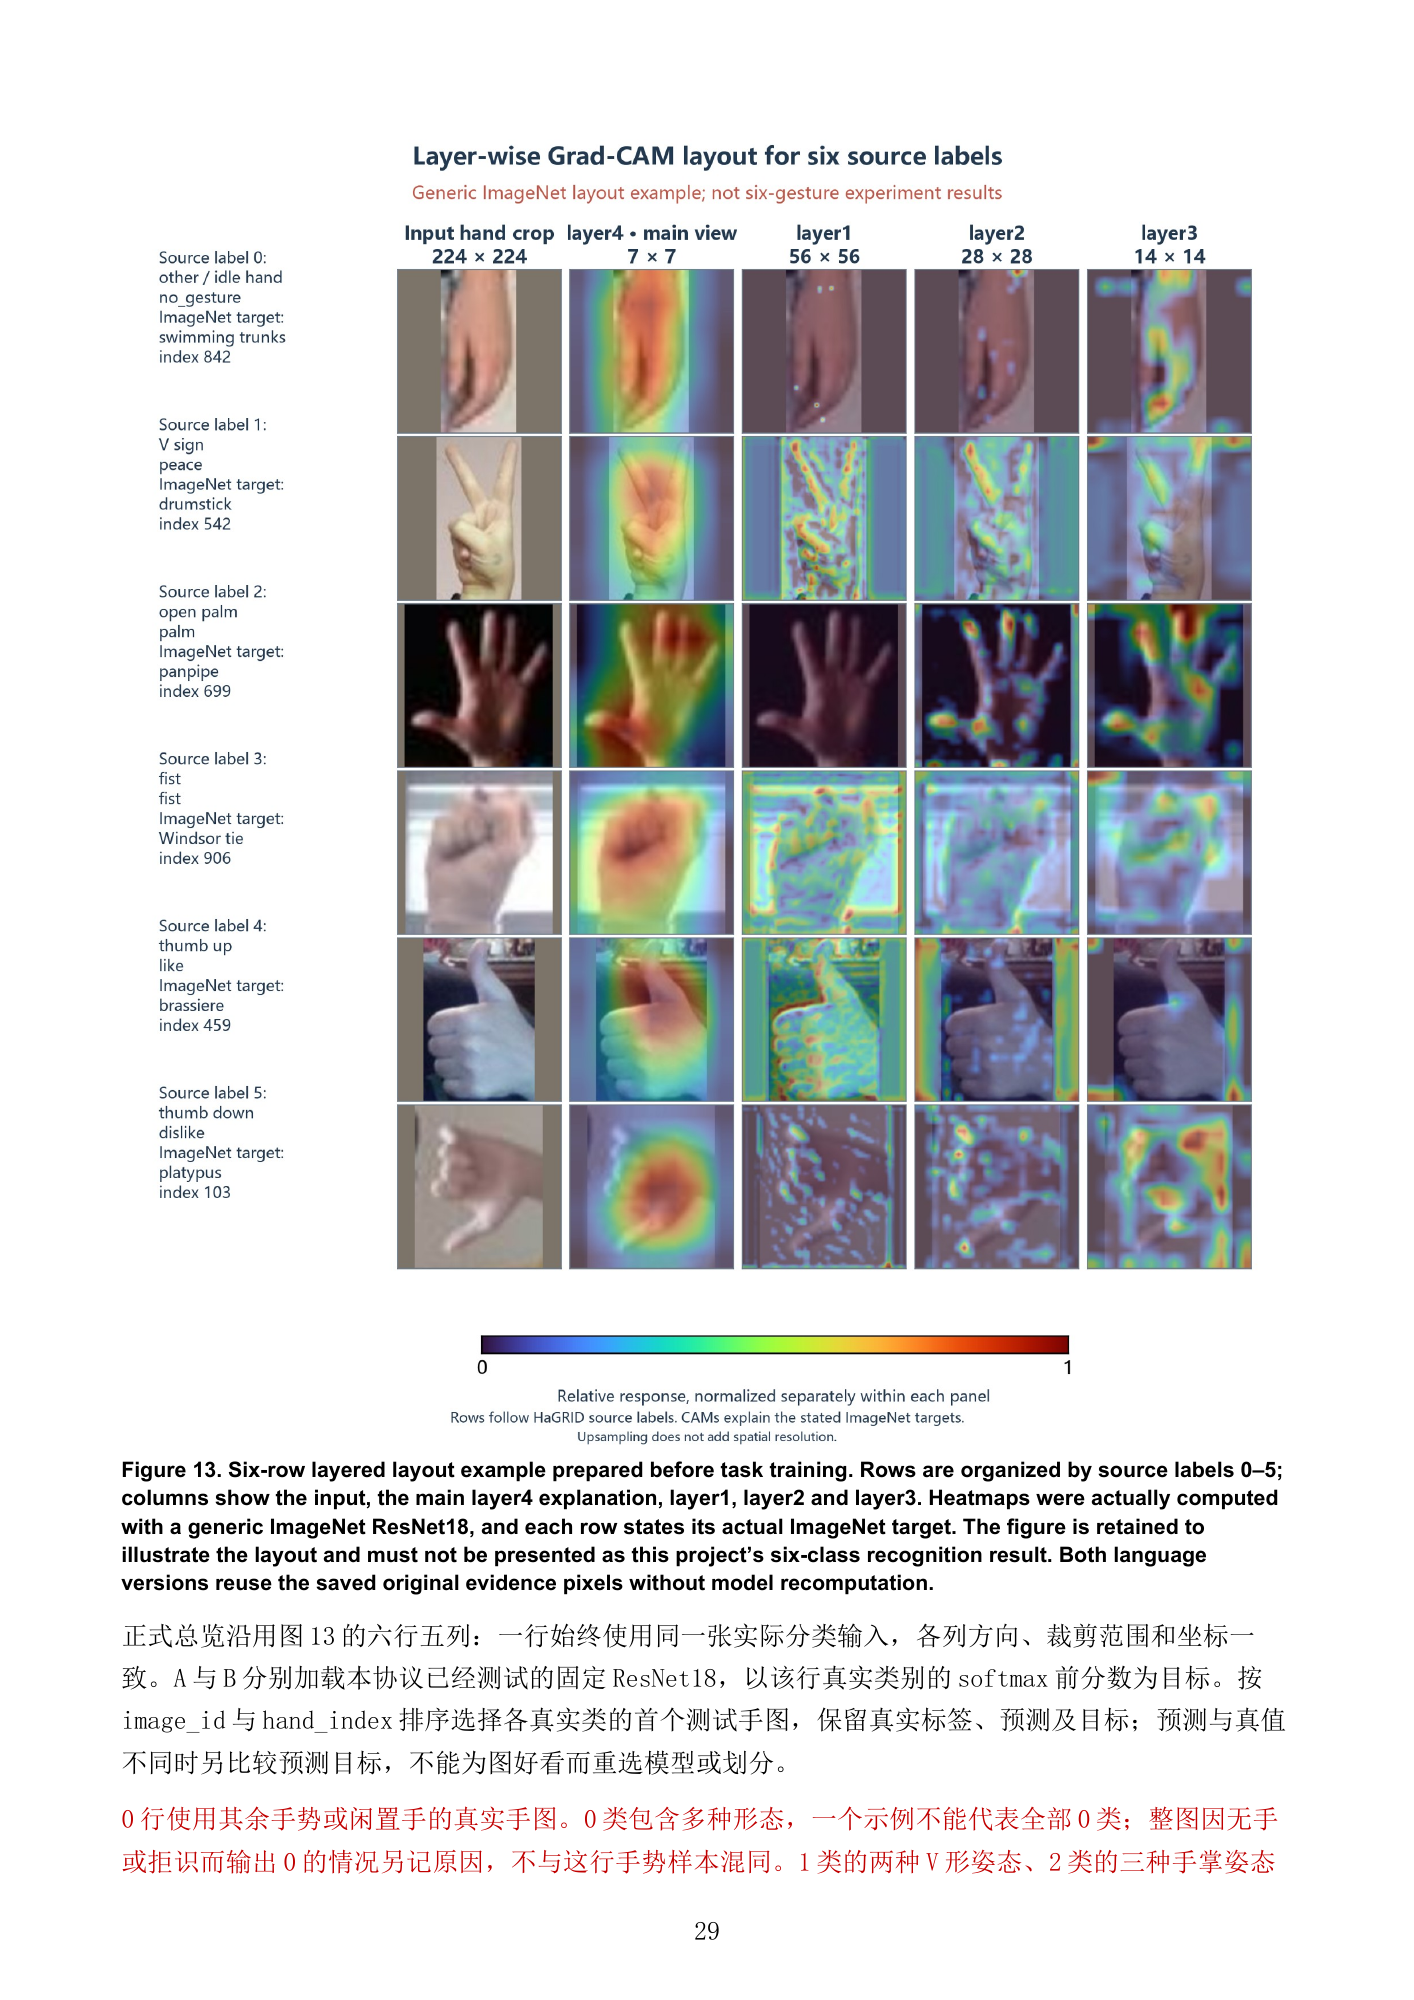 Layer-wise Grad-CAM layout for six source labels
Generic ImageNet layout example; not six-gesture experiment results
Input hand crop
224 × 224
layer4 • main view
7 × 7
layer1
56 × 56
layer2
28 × 28
layer3
14 × 14
Source label 0:
other / idle hand
no_gesture
ImageNet target:
swimming trunks
index 842
Source label 1:
V sign
peace
ImageNet target:
drumstick
index 542
Source label 2:
open palm
palm
ImageNet target:
panpipe
index 699
Source label 3:
fist
fist
ImageNet target:
Windsor tie
index 906
Source label 4:
thumb up
like
ImageNet target:
brassiere
index 459
Source label 5:
thumb down
dislike
ImageNet target:
platypus
index 103
0
1
Relative response, normalized separately within each panel
Rows follow HaGRID source labels. CAMs explain the stated ImageNet targets.
Upsampling does not add spatial resolution.
Figure 13. Six-row layered layout example prepared before task training. Rows are organized by source labels 0–5;
columns show the input, the main layer4 explanation, layer1, layer2 and layer3. Heatmaps were actually computed
with a generic ImageNet ResNet18, and each row states its actual ImageNet target. The figure is retained to
illustrate the layout and must not be presented as this project’s six-class recognition result. Both language
versions reuse the saved original evidence pixels without model recomputation.
正式总览沿用图 13 的六行五列：一行始终使用同一张实际分类输入，各列方向、裁剪范围和坐标一
致。A 与 B 分别加载本协议已经测试的固定 ResNet18，以该行真实类别的 softmax 前分数为目标。按
image_id 与 hand_index 排序选择各真实类的首个测试手图，保留真实标签、预测及目标；预测与真值
不同时另比较预测目标，不能为图好看而重选模型或划分。
0 行使用其余手势或闲置手的真实手图。0 类包含多种形态，一个示例不能代表全部 0 类；整图因无手
或拒识而输出 0 的情况另记原因，不与这行手势样本混同。1 类的两种 V 形姿态、2 类的三种手掌姿态
29